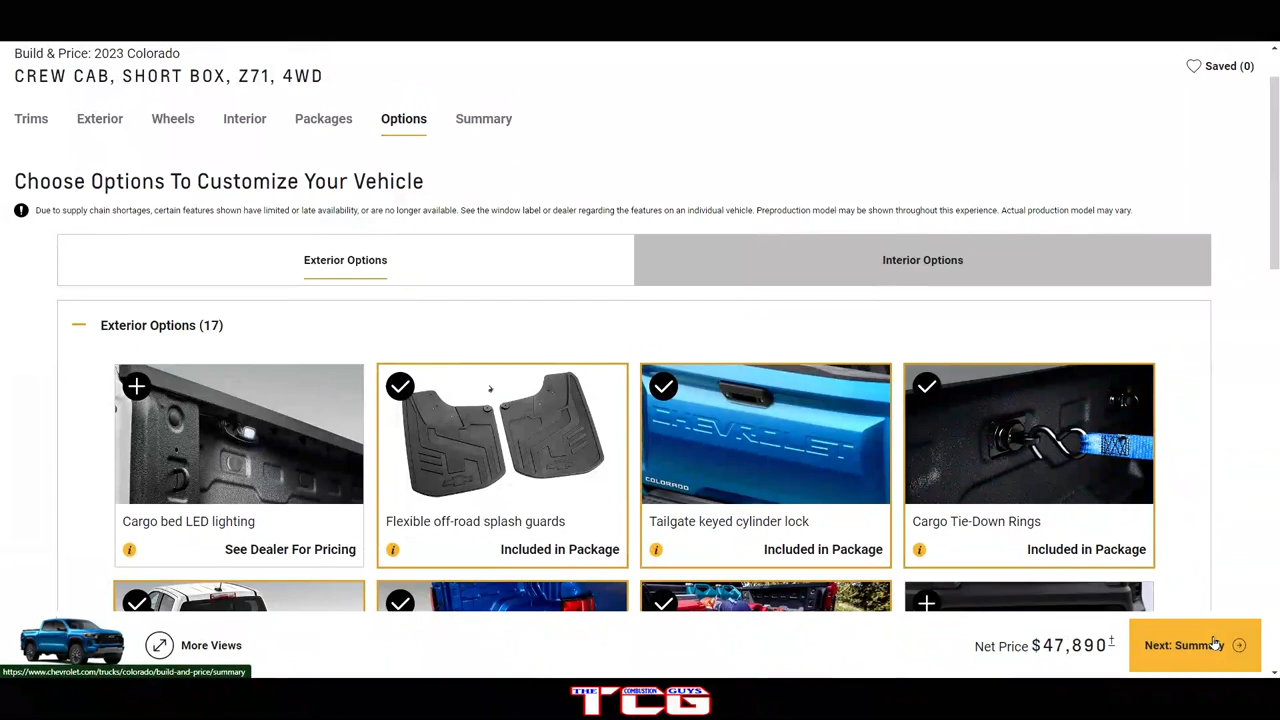 Build & Price: 2023 Colorado
CREW CAB, SHORT BOX, Z71, 4WD
Saved (0)
Trims Exterior Wheels Interior Packages Options Summary
Choose Options To Customize Your Vehicle
Due to supply chain shortages, certain features shown have limited or late availability, or are no longer available. See the window label or dealer regarding the features on an individual vehicle. Preproduction model may be shown throughout this experience. Actual production model may vary.
Exterior Options Interior Options
Exterior Options (17)
CHEVROLET
COLORADO
Cargo bed LED lighting Flexible off-road splash guards Tailgate keyed cylinder lock Cargo Tie-Down Rings
See Dealer For Pricing Included in Package Included in Package Included in Package
More Views Net Price $47,890‡ Next: Summary
https://www.chevrolet.com/trucks/colorado/build-and-price/summary
THE COMBUSTION GUYS
TCG